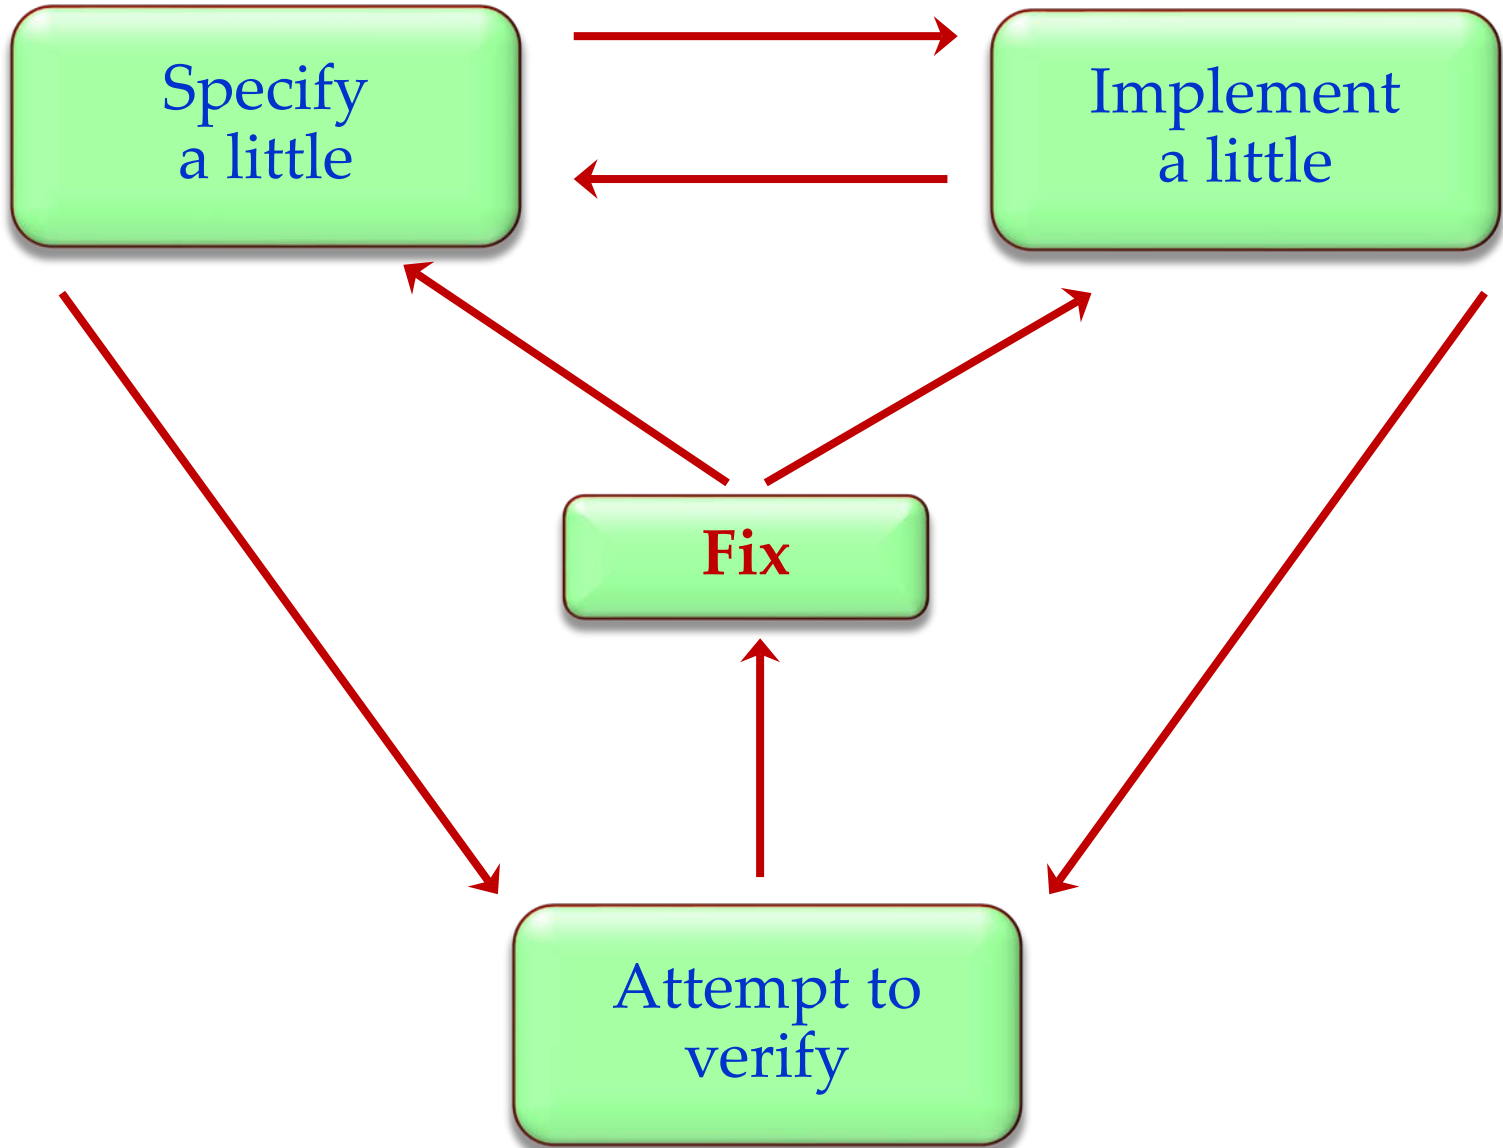 Specify
a little
Implement
a little
Fix
Attempt to
verify